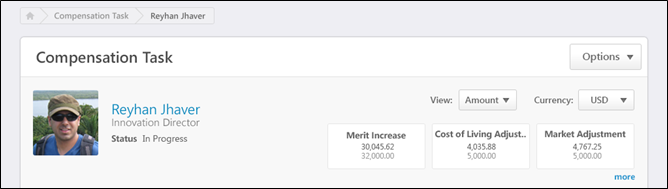 Compensation Task Reyhan Jhaver
Compensation Task Options
Reyhan Jhaver
Innovation Director
Status In Progress
View: Amount Currency: USD
Merit Increase Cost of Living Adjust.. Market Adjustment
30,045.62 4,035.88 4,767.25
32,000.00 5,000.00 5,000.00
more